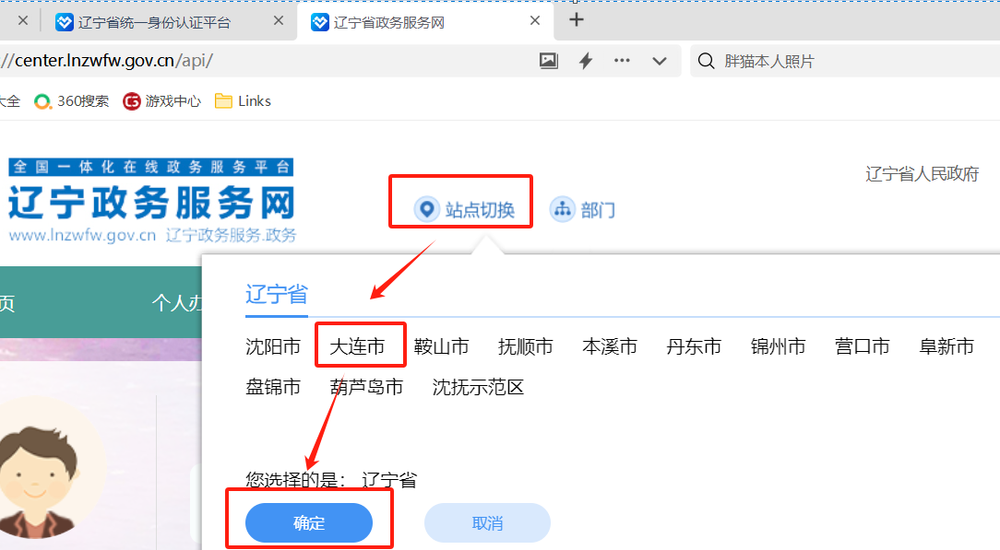 辽宁省统一身份认证平台
辽宁省政务服务网
//center.lnzwfw.gov.cn/api/
胖猫本人照片
大全
360搜索
游戏中心
Links
全国一体化在线政务服务平台
辽宁政务服务网
www.lnzwfw.gov.cn 辽宁政务服务.政务
站点切换
部门
辽宁省人民政府
页
个人办
辽宁省
沈阳市 大连市 鞍山市 抚顺市 本溪市 丹东市 锦州市 营口市 阜新市
盘锦市 葫芦岛市 沈抚示范区
您选择的是： 辽宁省
确定
取消